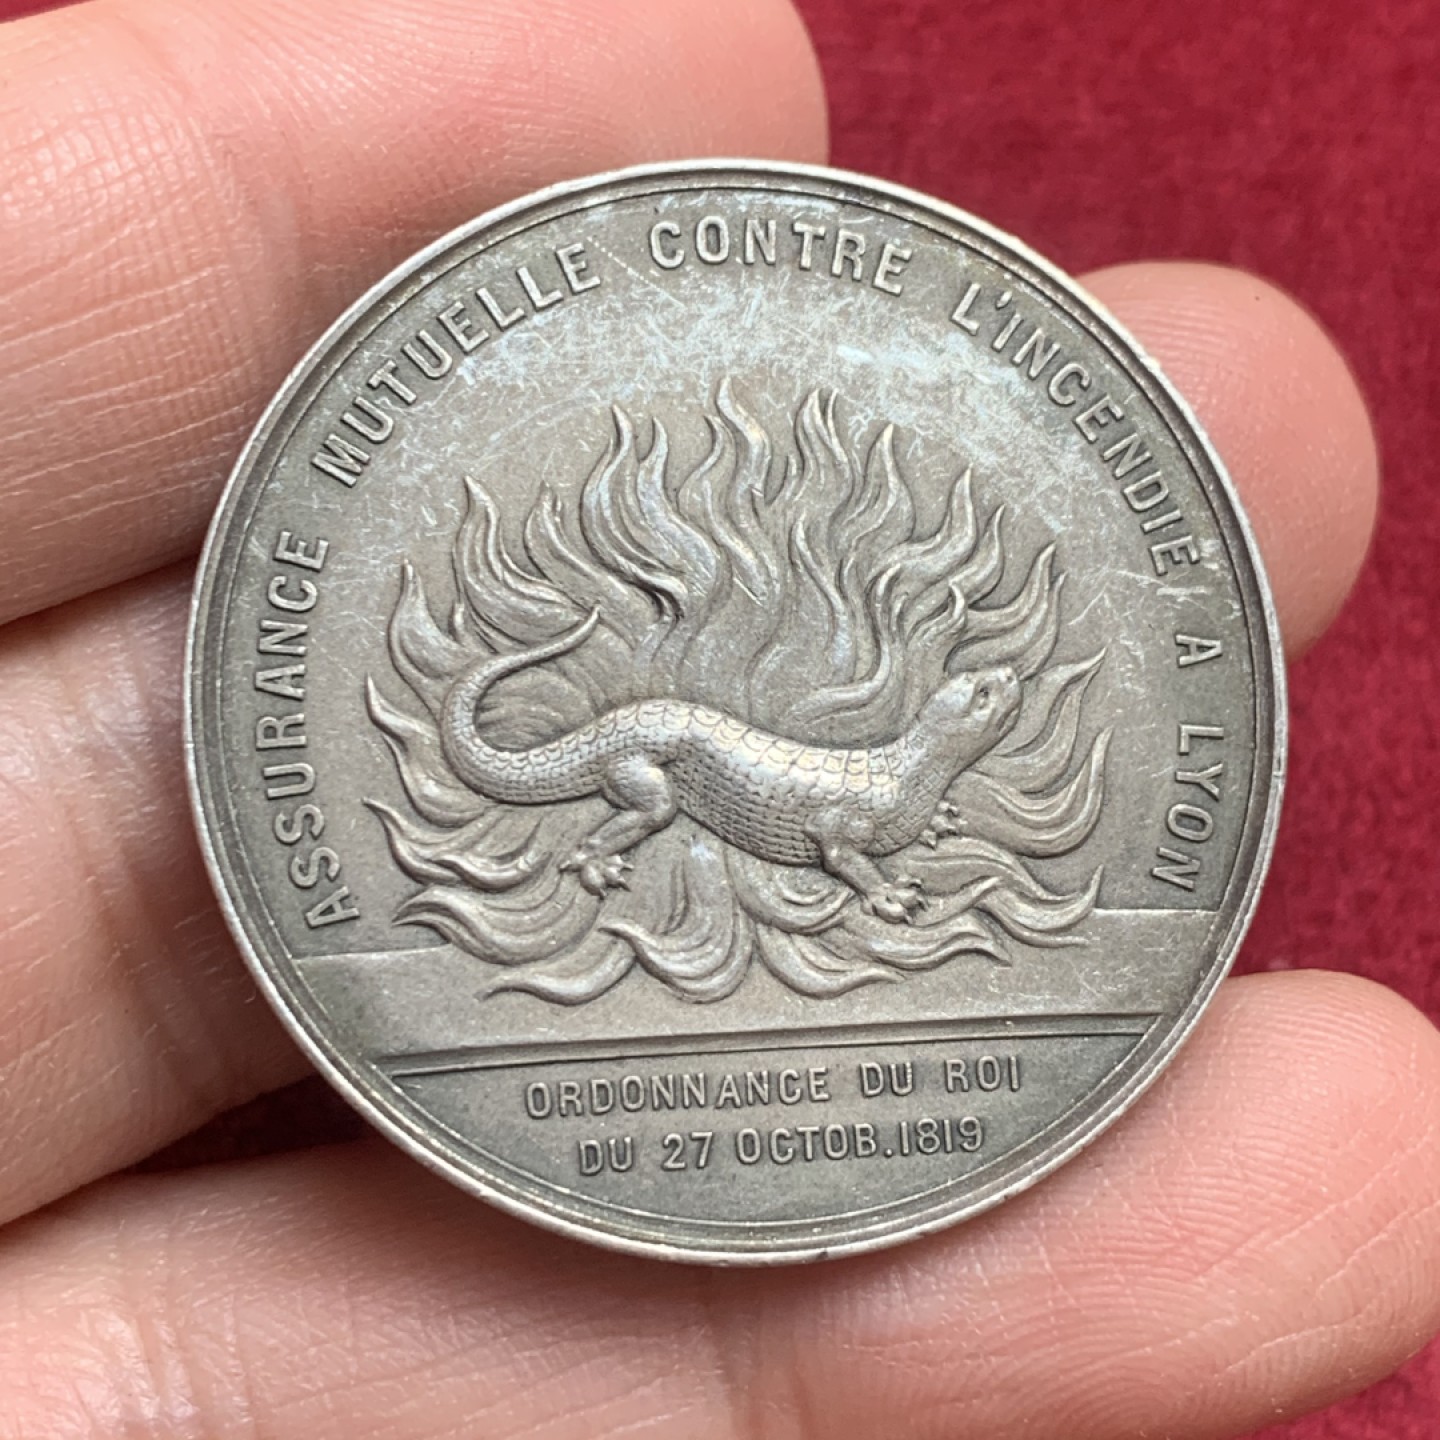 ASSURANCE MUTUELLE CONTRE L'INCENDIE A LYON
ORDONNANCE DU ROI
DU 27 OCTOB. 1819